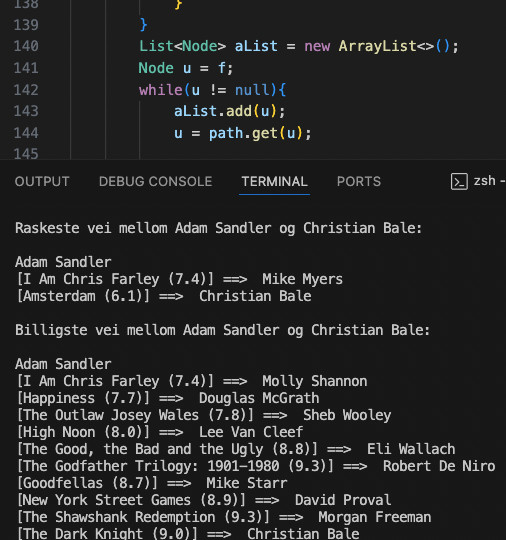 138 }
139 }
140 List<Node> aList = new ArrayList<>();
141 Node u = f;
142 while(u != null){
143 aList.add(u);
144 u = path.get(u);
145
OUTPUT DEBUG CONSOLE TERMINAL PORTS zsh -
Raskeste vei mellom Adam Sandler og Christian Bale:
Adam Sandler
[I Am Chris Farley (7.4)] ==> Mike Myers
[Amsterdam (6.1)] ==> Christian Bale
Billigste vei mellom Adam Sandler og Christian Bale:
Adam Sandler
[I Am Chris Farley (7.4)] ==> Molly Shannon
[Happiness (7.7)] ==> Douglas McGrath
[The Outlaw Josey Wales (7.8)] ==> Sheb Wooley
[High Noon (8.0)] ==> Lee Van Cleef
[The Good, the Bad and the Ugly (8.8)] ==> Eli Wallach
[The Godfather Trilogy: 1901-1980 (9.3)] ==> Robert De Niro
[Goodfellas (8.7)] ==> Mike Starr
[New York Street Games (8.9)] ==> David Proval
[The Shawshank Redemption (9.3)] ==> Morgan Freeman
[The Dark Knight (9.0)] ==> Christian Bale